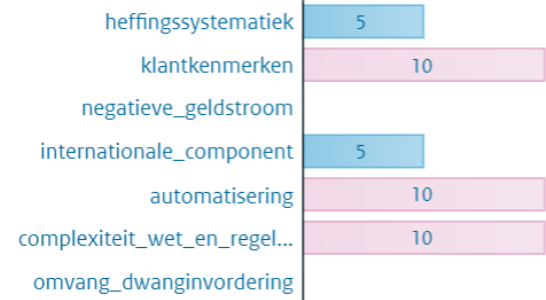 heffingssystematiek 5
klantkenmerken 10
negatieve_geldstroom
internationale_component 5
automatisering 10
complexiteit_wet_en_regel... 10
omvang_dwanginvordering